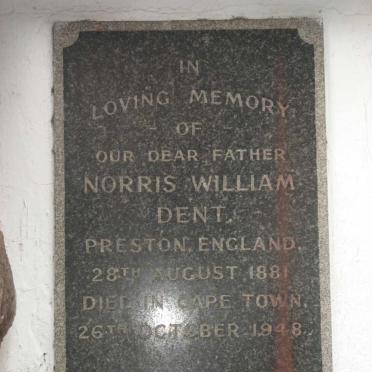 IN
LOVING MEMORY
- OF -
OUR DEAR FATHER
NORRIS WILLIAM
DENT.
PRESTON, ENGLAND.
28TH AUGUST 1881
DIED IN CAPE TOWN.
26TH OCTOBER 1948.